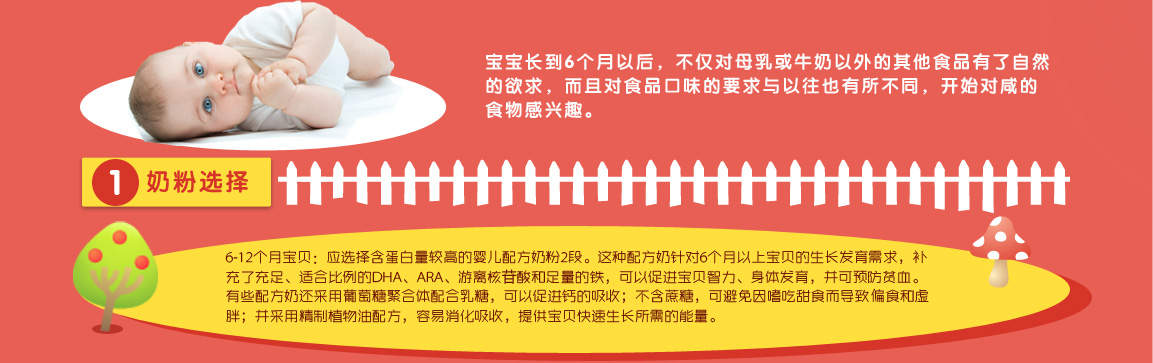 宝宝长到6个月以后，不仅对母乳或牛奶以外的其他食品有了自然
的欲求，而且对食品口味的要求与以往也有所不同，开始对咸的
食物感兴趣。
1 奶粉选择
6-12个月宝贝：应选择含蛋白量较高的婴儿配方奶粉2段。这种配方奶针对6个月以上宝贝的生长发育需求，补
充了充足、适合比例的DHA、ARA、游离核苷酸和足量的铁，可以促进宝贝智力、身体发育，并可预防贫血。
有些配方奶还采用葡萄糖聚合体配合乳糖，可以促进钙的吸收；不含蔗糖，可避免因嗜吃甜食而导致偏食和虚
胖；并采用精制植物油配方，容易消化吸收，提供宝贝快速生长所需的能量。